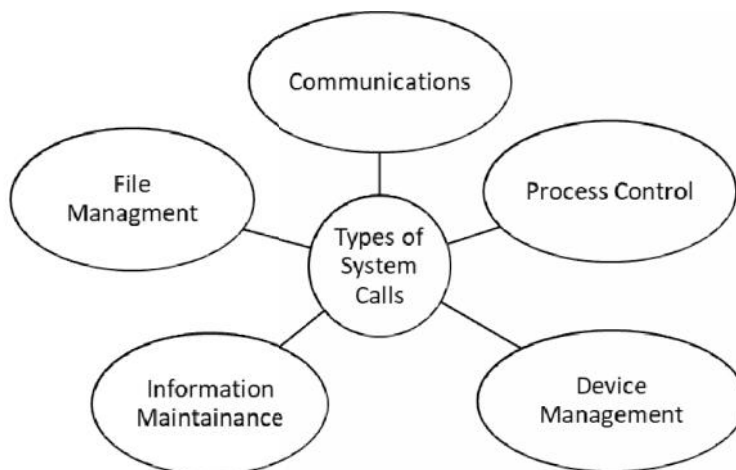 Communications
File
Managment
Process Control
Types of
System
Calls
Information
Maintainance
Device
Management